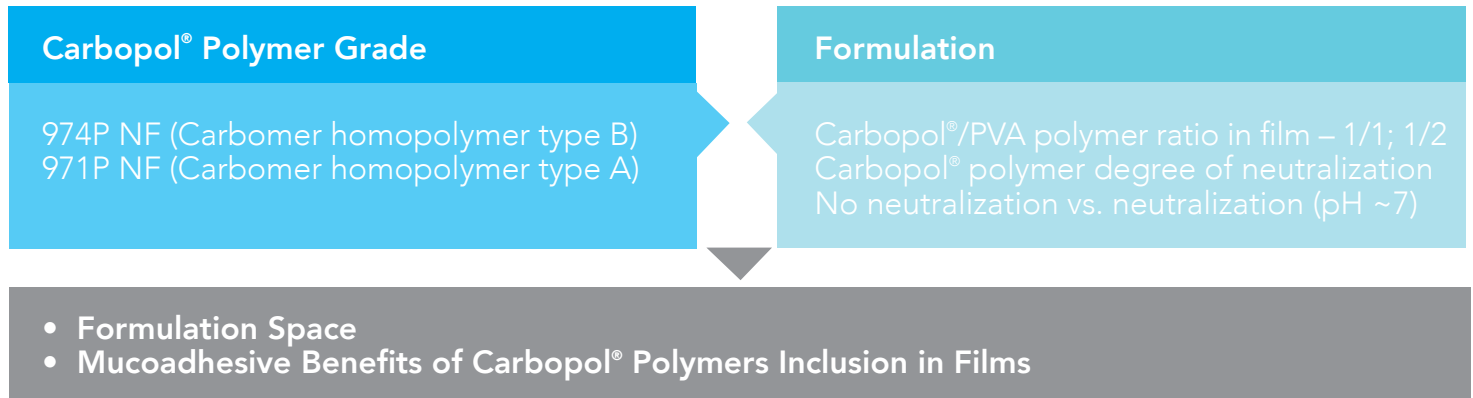 Carbopol® Polymer Grade
974P NF (Carbomer homopolymer type B)
971P NF (Carbomer homopolymer type A)
Formulation
Carbopol®/PVA polymer ratio in film – 1/1; 1/2
Carbopol® polymer degree of neutralization
No neutralization vs. neutralization (pH ~7)
• Formulation Space
• Mucoadhesive Benefits of Carbopol® Polymers Inclusion in Films